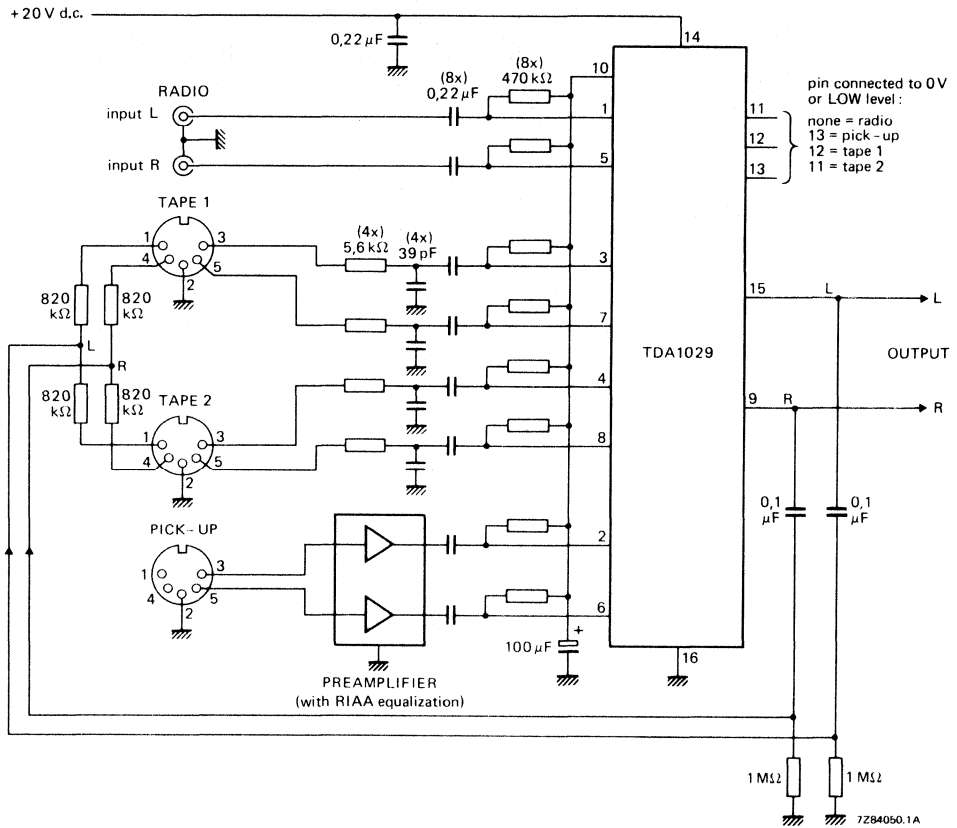 +20 V d.c.
0,22 μF
14
(8x)
0,22 μF
(8x)
470 kΩ
10
RADIO
input L
1
input R
5
pin connected to 0 V
or LOW level :
none = radio
13 = pick-up
12 = tape 1
11 = tape 2
11
12
13
TAPE 1
1
3
4
5
2
(4x)
5,6 kΩ
(4x)
39 pF
3
820
kΩ
820
kΩ
7
L
R
TDA1029
15
L
L
OUTPUT
820
kΩ
820
kΩ
TAPE 2
1
3
4
5
2
4
8
9
R
R
0,1
μF
0,1
μF
PICK-UP
1
3
4
5
2
2
6
100 μF
+
16
PREAMPLIFIER
(with RIAA equalization)
1 MΩ
1 MΩ
7Z84050.1A